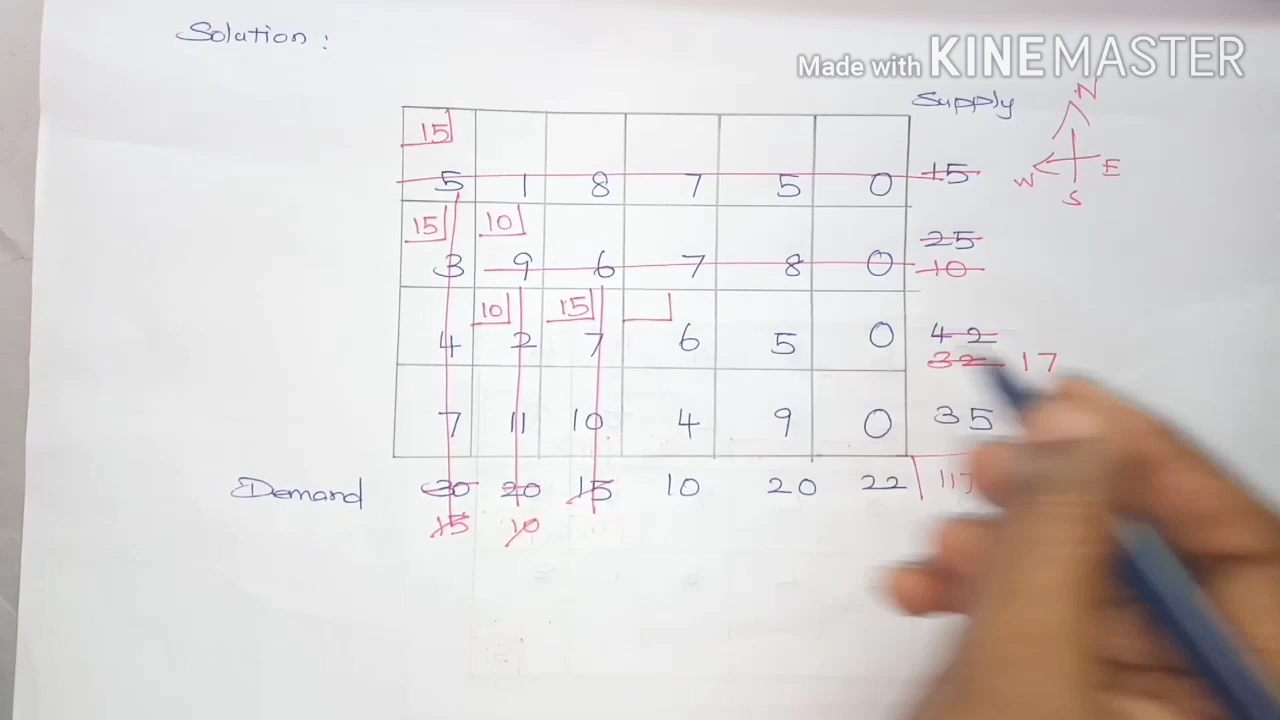 Solution :
Made with KINEMASTER
Supply
N
15
5 1 8 7 5 0 15
W E
S
15 10 25
3 9 6 7 8 0 10
10 15
4 2 7 6 5 0 42
32 17
7 11 10 4 9 0 35
Demand 30 20 15 10 20 22 117
15 10